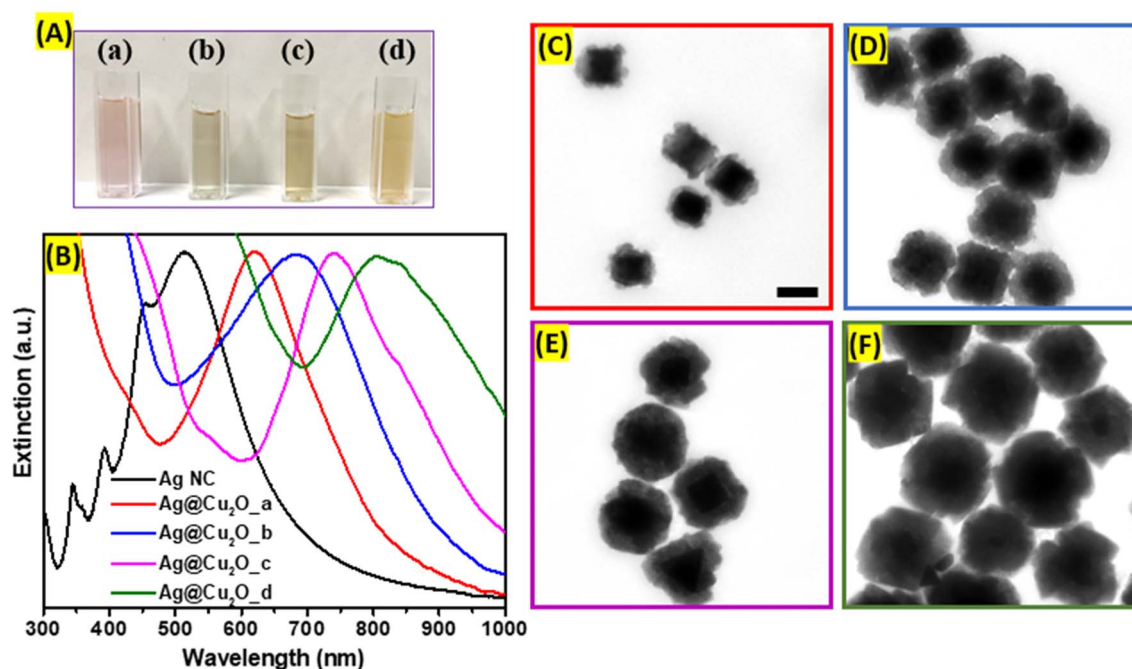 (A)
(a) (b) (c) (d)
(B)
Extinction (a.u.)
Ag NC
Ag@Cu₂O_a
Ag@Cu₂O_b
Ag@Cu₂O_c
Ag@Cu₂O_d
300 400 500 600 700 800 900 1000
Wavelength (nm)
(C)
(D)
(E)
(F)